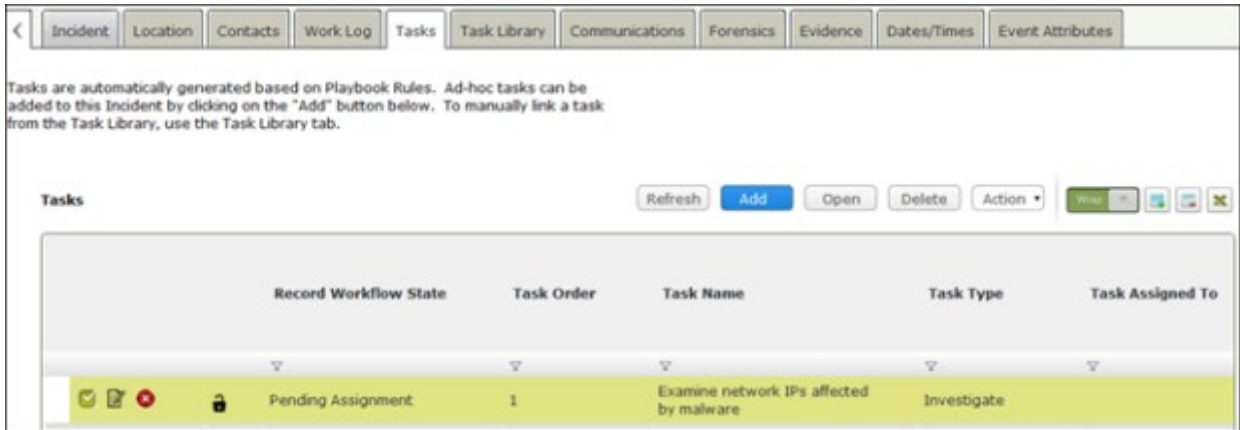 Incident Location Contacts Work Log Tasks Task Library Communications Forensics Evidence Dates/Times Event Attributes
Tasks are automatically generated based on Playbook Rules. Ad-hoc tasks can be
added to this Incident by clicking on the "Add" button below. To manually link a task
from the Task Library, use the Task Library tab.
Tasks Refresh Add Open Delete Action Wrap
Record Workflow State Task Order Task Name Task Type Task Assigned To
Pending Assignment 1 Examine network IPs affected Investigate
by malware